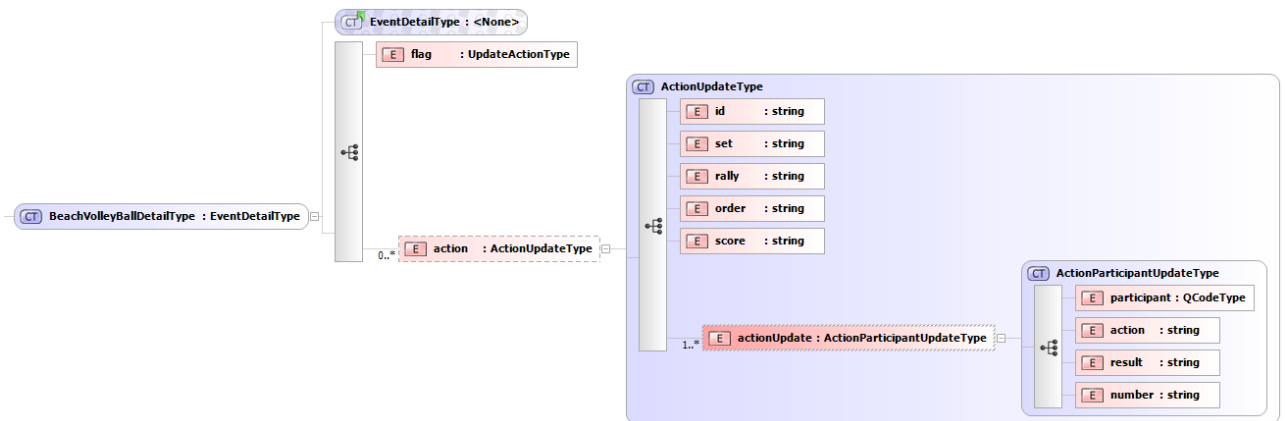 CT EventDetailType : <None>
E flag : UpdateActionType
CT ActionUpdateType
E id : string
E set : string
E rally : string
E order : string
E score : string
CT BeachVolleyBallDetailType : EventDetailType
0..* E action : ActionUpdateType
CT ActionParticipantUpdateType
E participant : QCodeType
E action : string
1..* E actionUpdate : ActionParticipantUpdateType
E result : string
E number : string